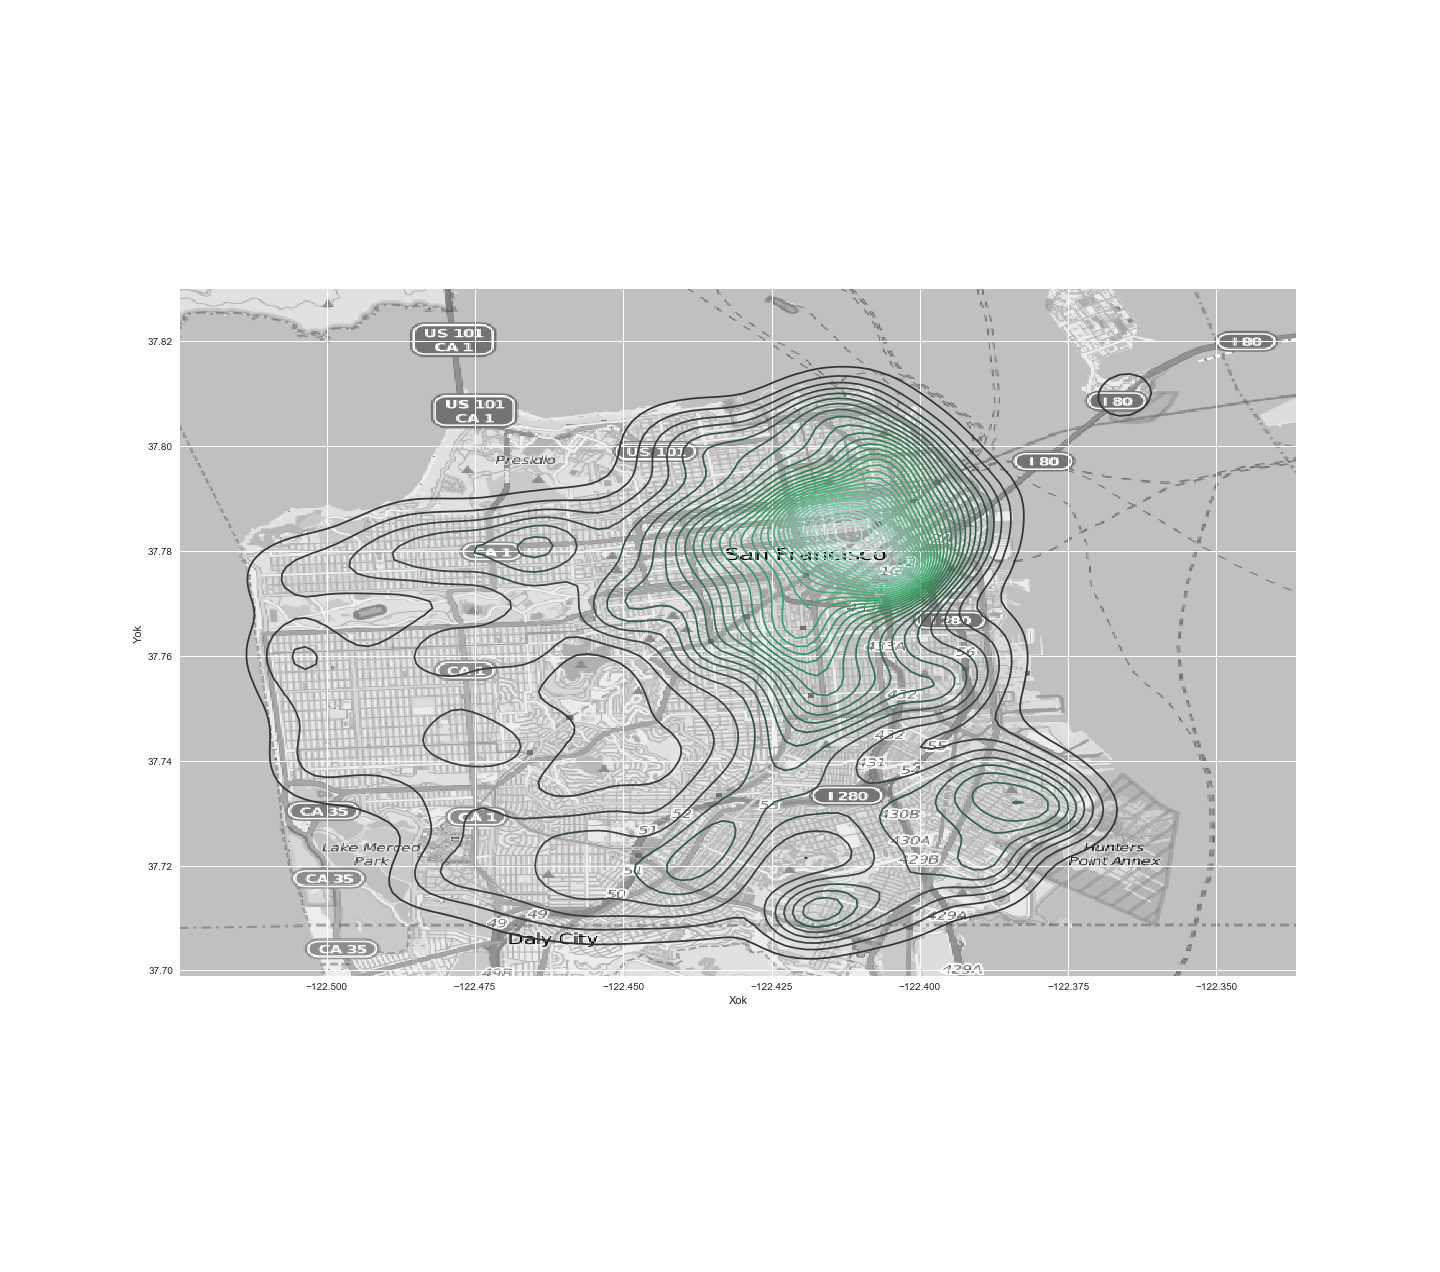 37.82
37.80
37.78
37.76
37.74
37.72
37.70
Yok
−122.500
−122.475
−122.450
−122.425
−122.400
−122.375
−122.350
Xok
US 101
CA 1
US 101
CA 1
I 80
I 80
I 80
Presidio
US 101
CA 1
San Francisco
280
433A
56
CA 1
432
432
55
431
54
I 280
53
52
430B
51
CA 35
CA 1
430A
Lake Merced
Park
429B
Hunters
Point Annex
CA 35
50
49
49
429A
Daly City
CA 35
49B
429A